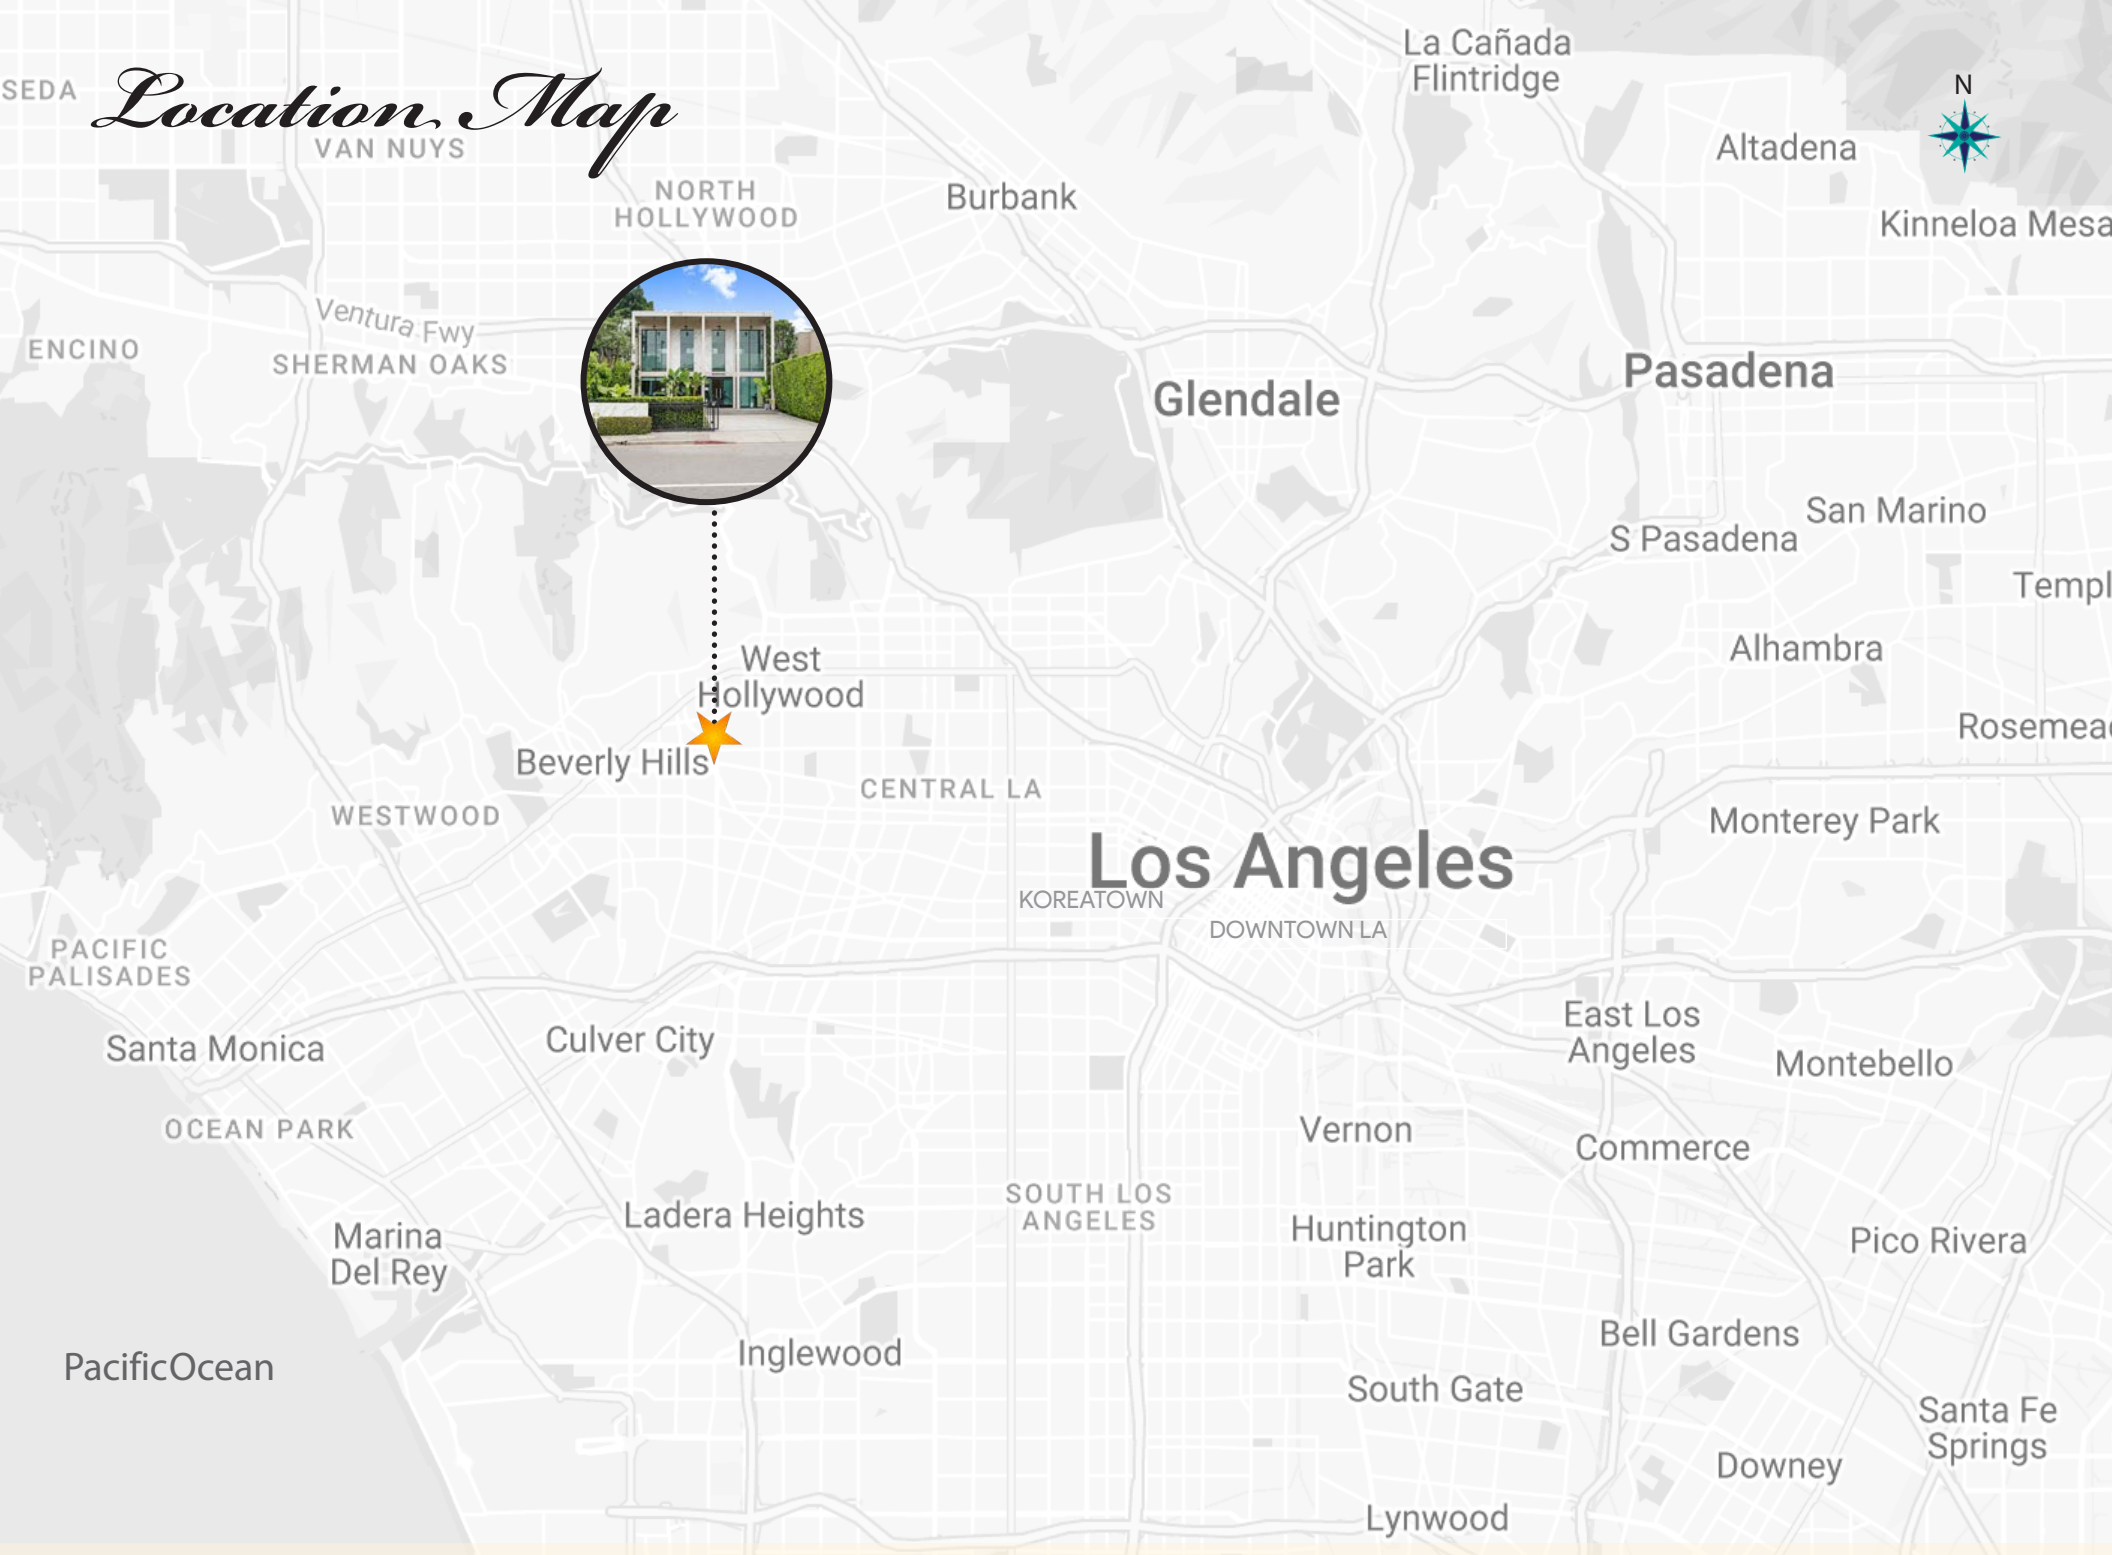 La Cañada
Flintridge
N
SEDA
Location Map
VAN NUYS
Altadena
NORTH
HOLLYWOOD
Burbank
Kinneloa Mesa
Ventura Fwy
ENCINO
SHERMAN OAKS
Glendale
Pasadena
San Marino
S Pasadena
Templ
West
Hollywood
Alhambra
Rosemead
Beverly Hills
CENTRAL LA
WESTWOOD
Monterey Park
Los Angeles
KOREATOWN
DOWNTOWN LA
PACIFIC
PALISADES
East Los
Angeles
Santa Monica
Culver City
Montebello
OCEAN PARK
Vernon
Commerce
SOUTH LOS
ANGELES
Ladera Heights
Marina
Del Rey
Huntington
Park
Pico Rivera
Bell Gardens
Inglewood
Pacific Ocean
South Gate
Santa Fe
Springs
Downey
Lynwood